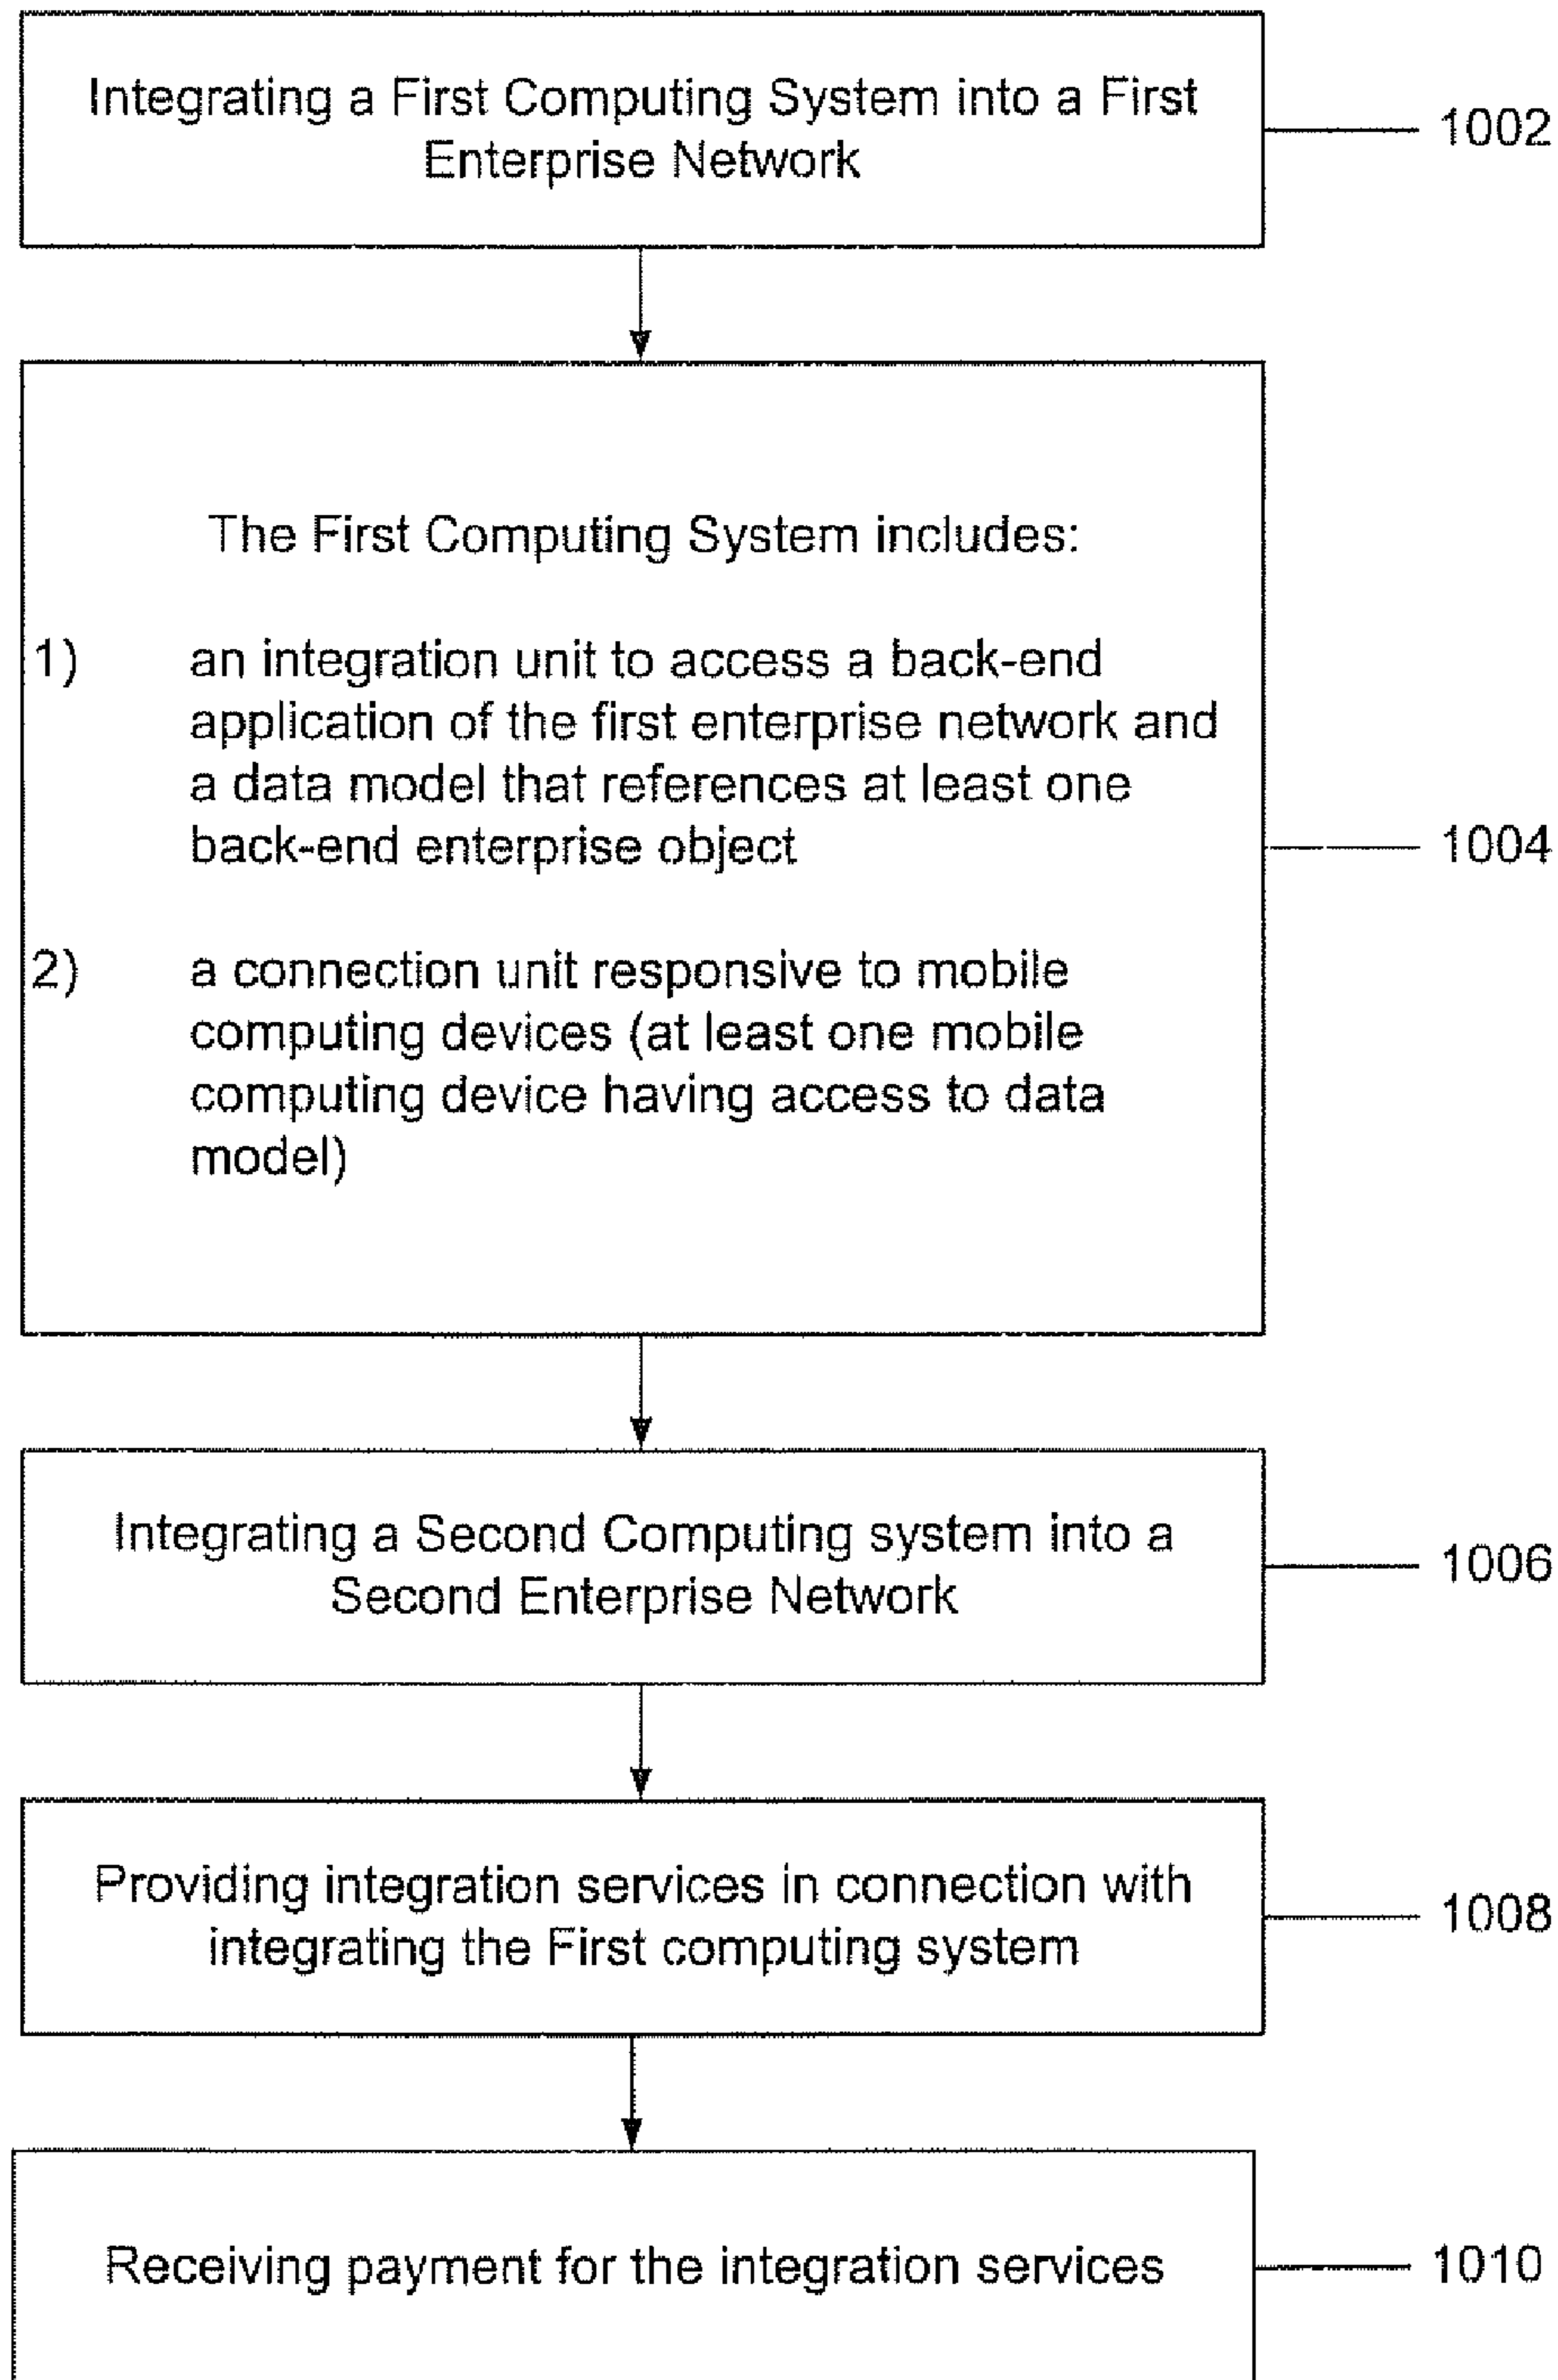 Integrating a First Computing System into a First
Enterprise Network
1002
The First Computing System includes:
1) an integration unit to access a back-end
application of the first enterprise network and
a data model that references at least one
back-end enterprise object
1004
2) a connection unit responsive to mobile
computing devices (at least one mobile
computing device having access to data
model)
Integrating a Second Computing system into a
Second Enterprise Network
1006
Providing integration services in connection with
integrating the First computing system
1008
Receiving payment for the integration services
1010